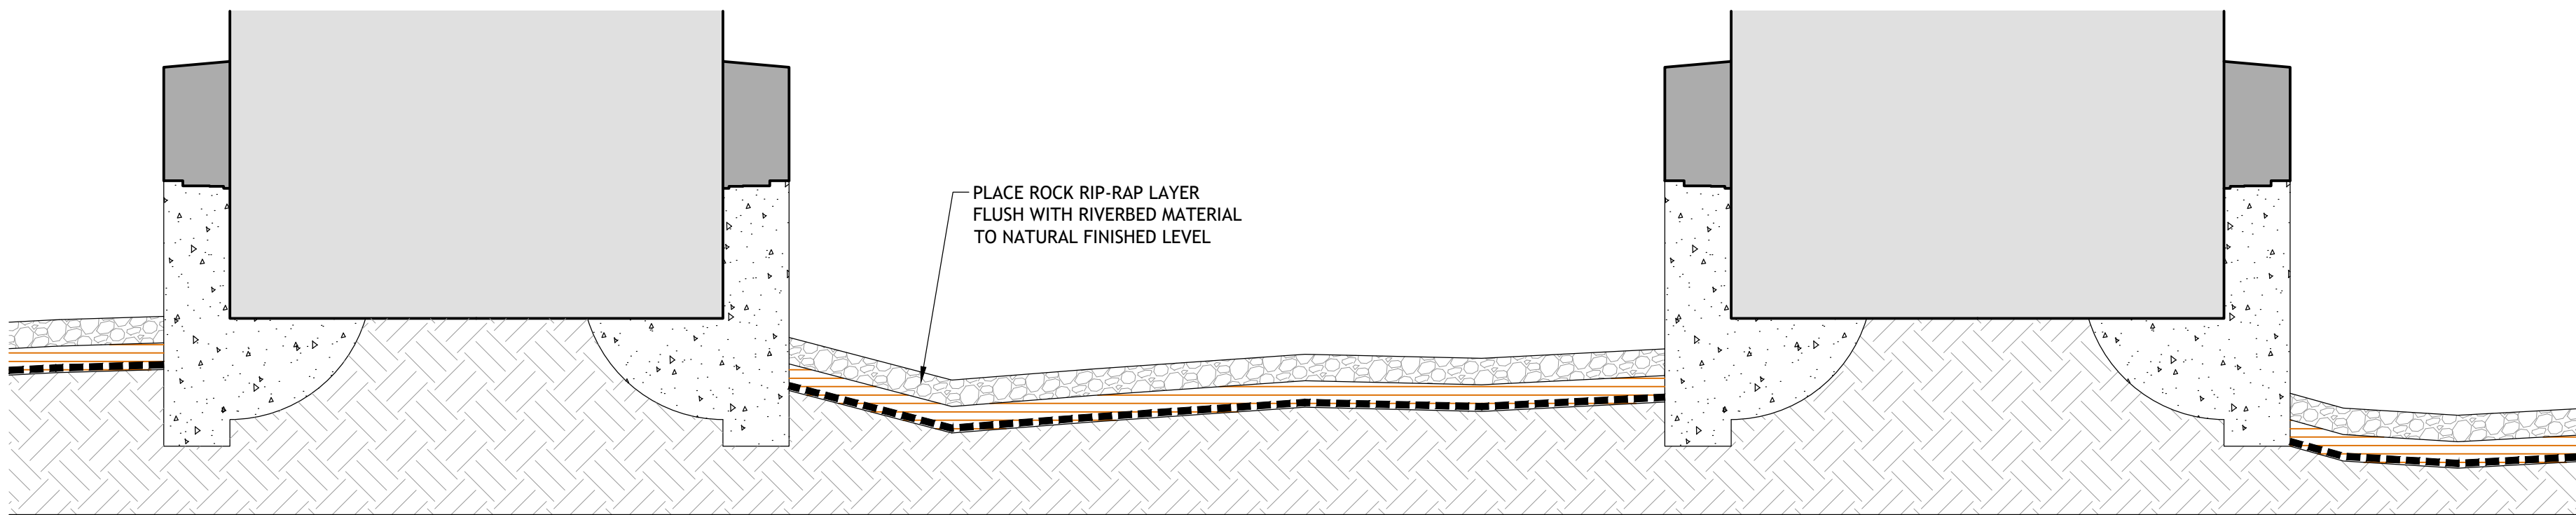 PLACE ROCK RIP-RAP LAYER
FLUSH WITH RIVERBED MATERIAL
TO NATURAL FINISHED LEVEL